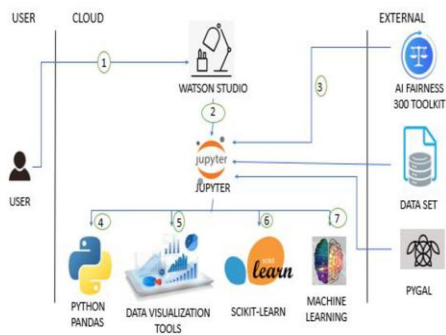 USER
CLOUD
EXTERNAL
1
WATSON STUDIO
2
3
AI FAIRNESS
300 TOOLKIT
jupyter
JUPYTER
USER
DATA SET
4
5
6
7
PYTHON
PANDAS
DATA VISUALIZATION
TOOLS
scikit
learn
SCIKIT-LEARN
MACHINE
LEARNING
PYGAL